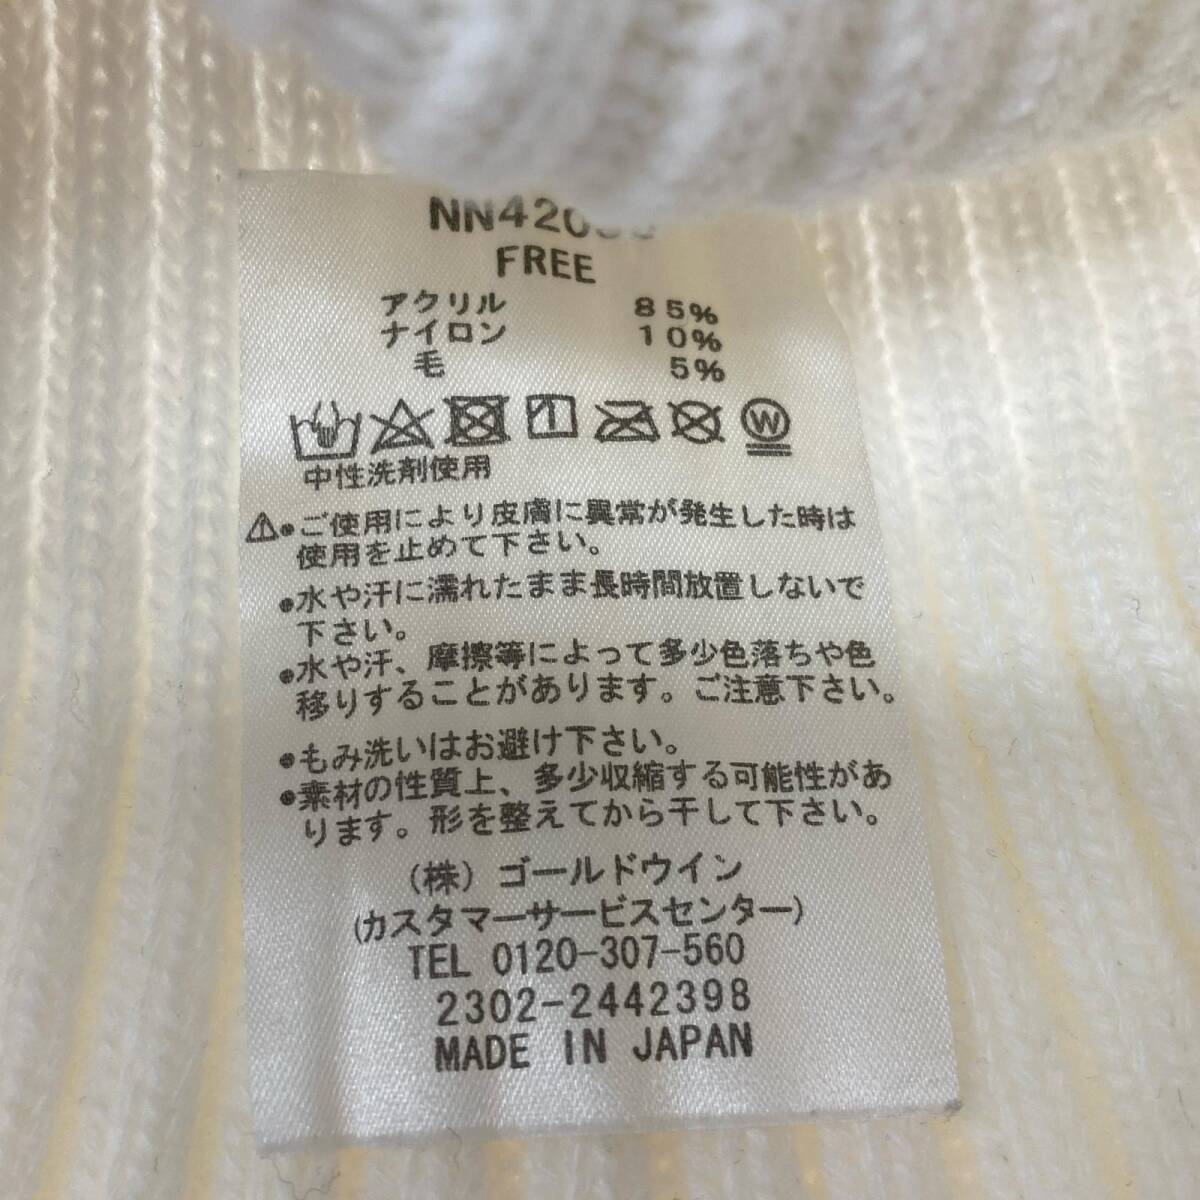 FREE
アクリル 85%
ナイロン 10%
毛 5%
W
中性洗剤使用
●ご使用により皮膚に異常が発生した時は
使用を止めて下さい。
●水や汗に濡れたまま長時間放置しないで
下さい。
●水や汗、摩擦等によって多少色落ちや色
移りすることがあります。ご注意下さい。
●もみ洗いはお避け下さい。
●素材の性質上、多少収縮する可能性があ
ります。形を整えてから干して下さい。
(株) ゴールドウイン
(カスタマーサービスセンター)
TEL 0120-307-560
2302-2442398
MADE IN JAPAN